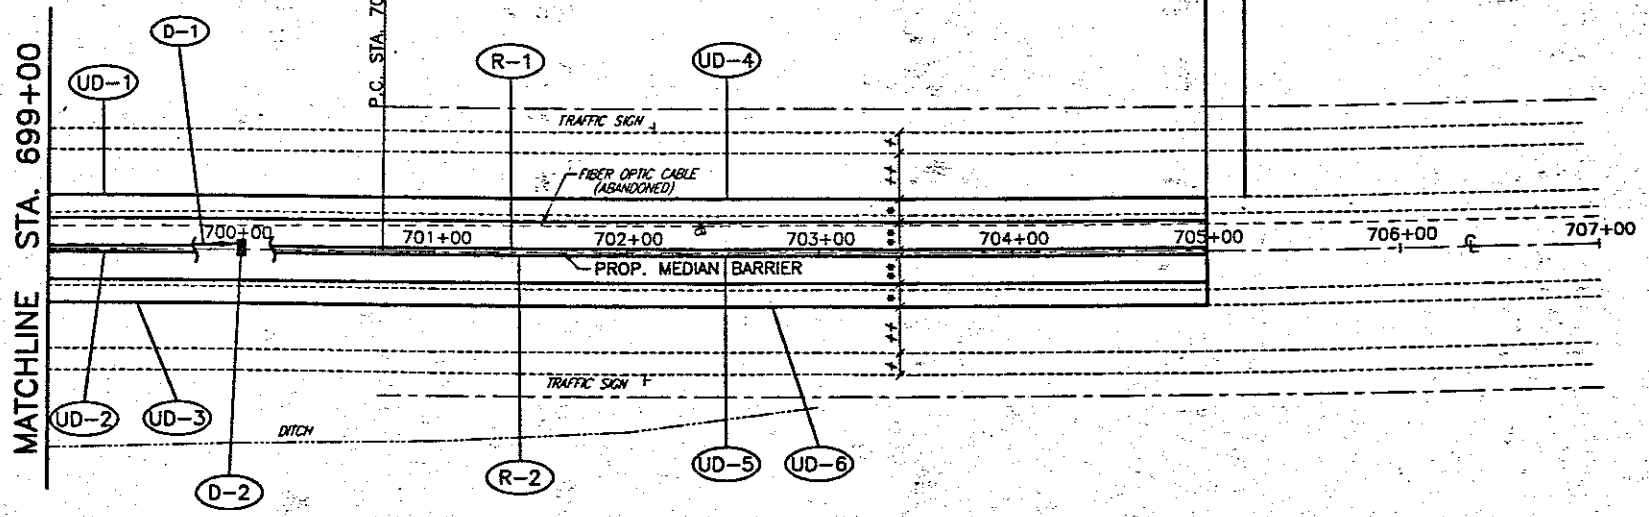 D-1
P.C. STA. 70
R-1
UD-4
UD-1
TRAFFIC SIGN
FIBER OPTIC CABLE
(ABANDONED)
MATCHLINE STA. 699+00
700+00
701+00
702+00
703+00
704+00
705+00
706+00
707+00
PROP. MEDIAN BARRIER
TRAFFIC SIGN
UD-2
UD-3
DITCH
D-2
R-2
UD-5
UD-6